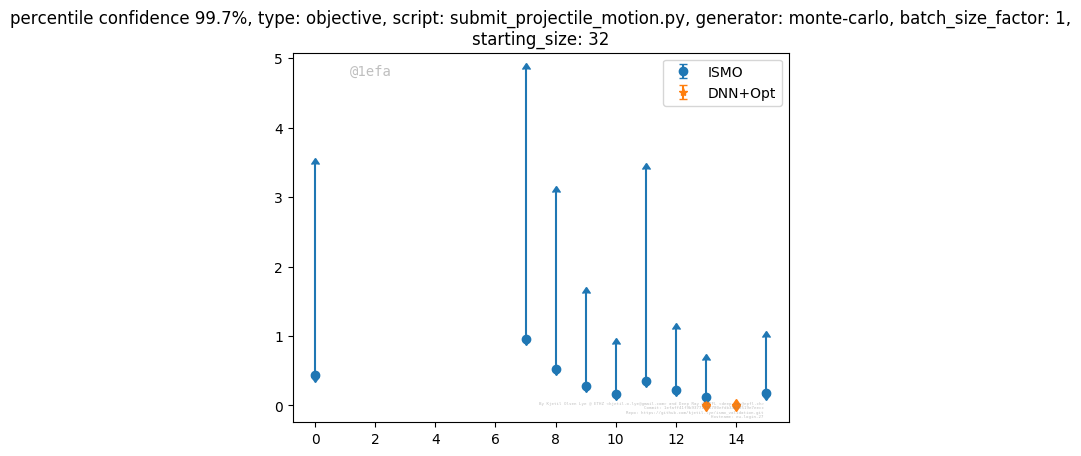 percentile confidence 99.7%, type: objective, script: submit_projectile_motion.py, generator: monte-carlo, batch_size_factor: 1,
starting_size: 32
@1efa
ISMO
DNN+Opt
5
4
3
2
1
0
0 2 4 6 8 10 12 14